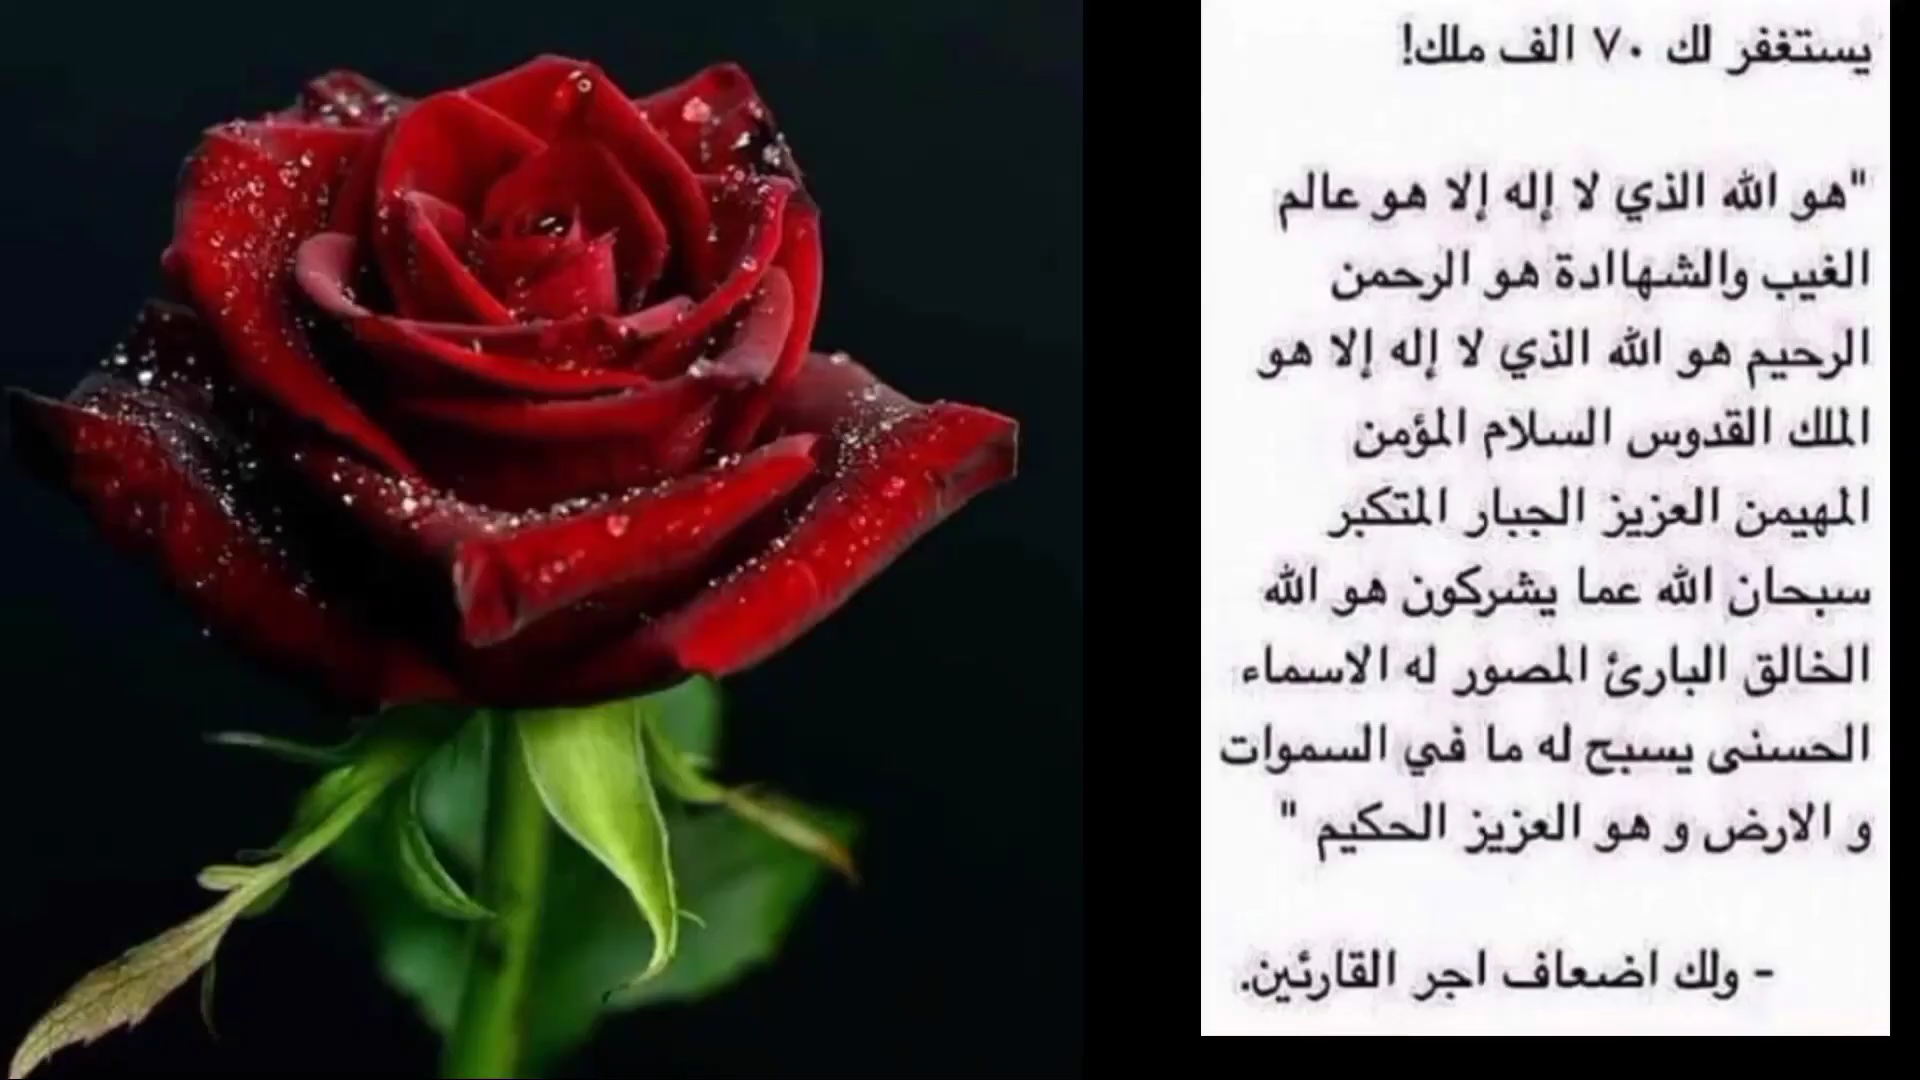 يستغفر لك ٧٠ الف ملك!
"هو الله الذي لا إله إلا هو عالم
الغيب والشهاادة هو الرحمن
الرحيم هو الله الذي لا إله إلا هو
الملك القدوس السلام المؤمن
المهيمن العزيز الجبار المتكبر
سبحان الله عما يشركون هو الله
الخالق البارئ المصور له الاسماء
الحسنى يسبح له ما في السموات
و الارض و هو العزيز الحكيم "
- ولك اضعاف اجر القارئين.